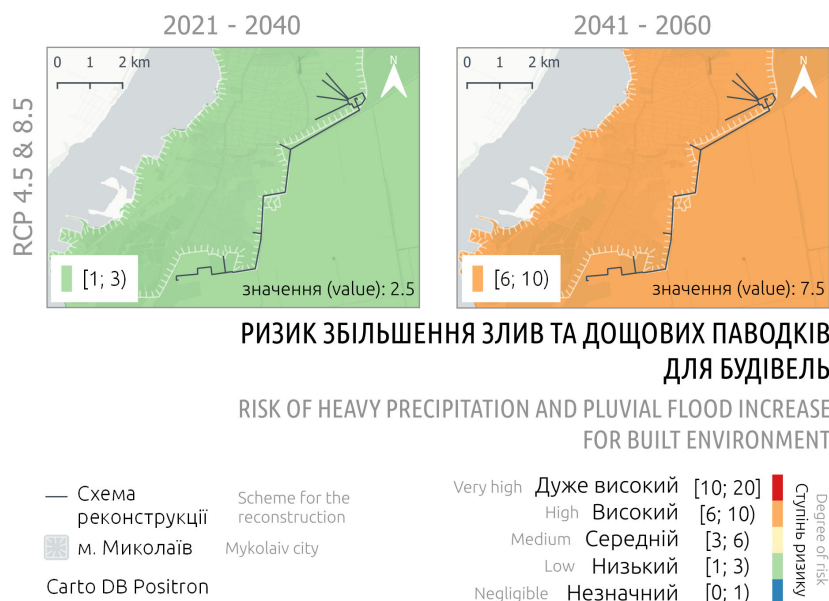 2021 - 2040
2041 - 2060
RCP 4.5 & 8.5
0 1 2 km
N
[1; 3)
значення (value): 2.5
0 1 2 km
N
[6; 10)
значення (value): 7.5
РИЗИК ЗБІЛЬШЕННЯ ЗЛИВ ТА ДОЩОВИХ ПАВОДКІВ
ДЛЯ БУДІВЕЛЬ
RISK OF HEAVY PRECIPITATION AND PLUVIAL FLOOD INCREASE
FOR BUILT ENVIRONMENT
Схема
реконструкції
Scheme for the
reconstruction
м. Миколаїв
Mykolaiv city
Carto DB Positron
Very high Дуже високий [10; 20]
High Високий [6; 10)
Medium Середній [3; 6)
Low Низький [1; 3)
Negligible Незначний [0; 1)
Ступінь ризику
Degree of risk